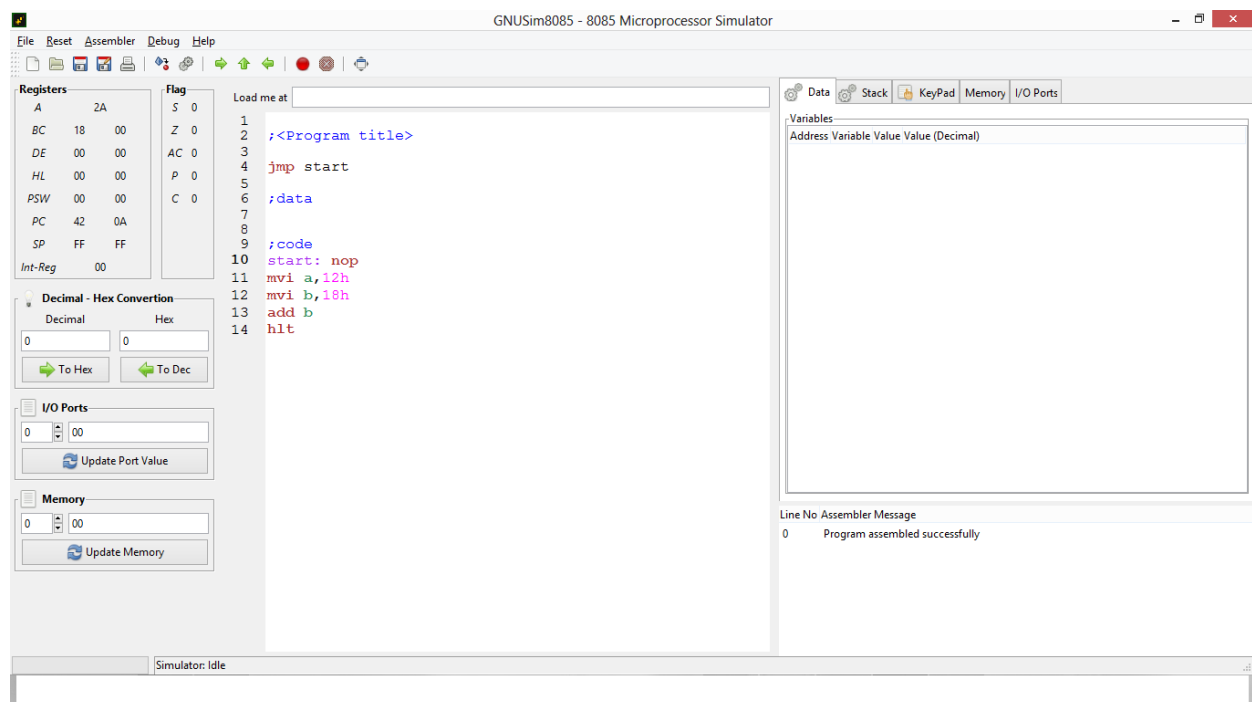 GNUSim8085 - 8085 Microprocessor Simulator
File Reset Assembler Debug Help
Registers
A 2A
BC 18 00
DE 00 00
HL 00 00
PSW 00 00
PC 42 0A
SP FF FF
Int-Reg 00
Flag
S 0
Z 0
AC 0
P 0
C 0
Decimal - Hex Convertion
Decimal Hex
0 0
To Hex To Dec
I/O Ports
0 00
Update Port Value
Memory
0 00
Update Memory
Load me at
1
2 ;<Program title>
3
4 jmp start
5
6 ;data
7
8
9 ;code
10 start: nop
11 mvi a,12h
12 mvi b,18h
13 add b
14 hlt
Data Stack KeyPad Memory I/O Ports
Variables
Address Variable Value Value (Decimal)
Line No Assembler Message
0 Program assembled successfully
Simulator: Idle